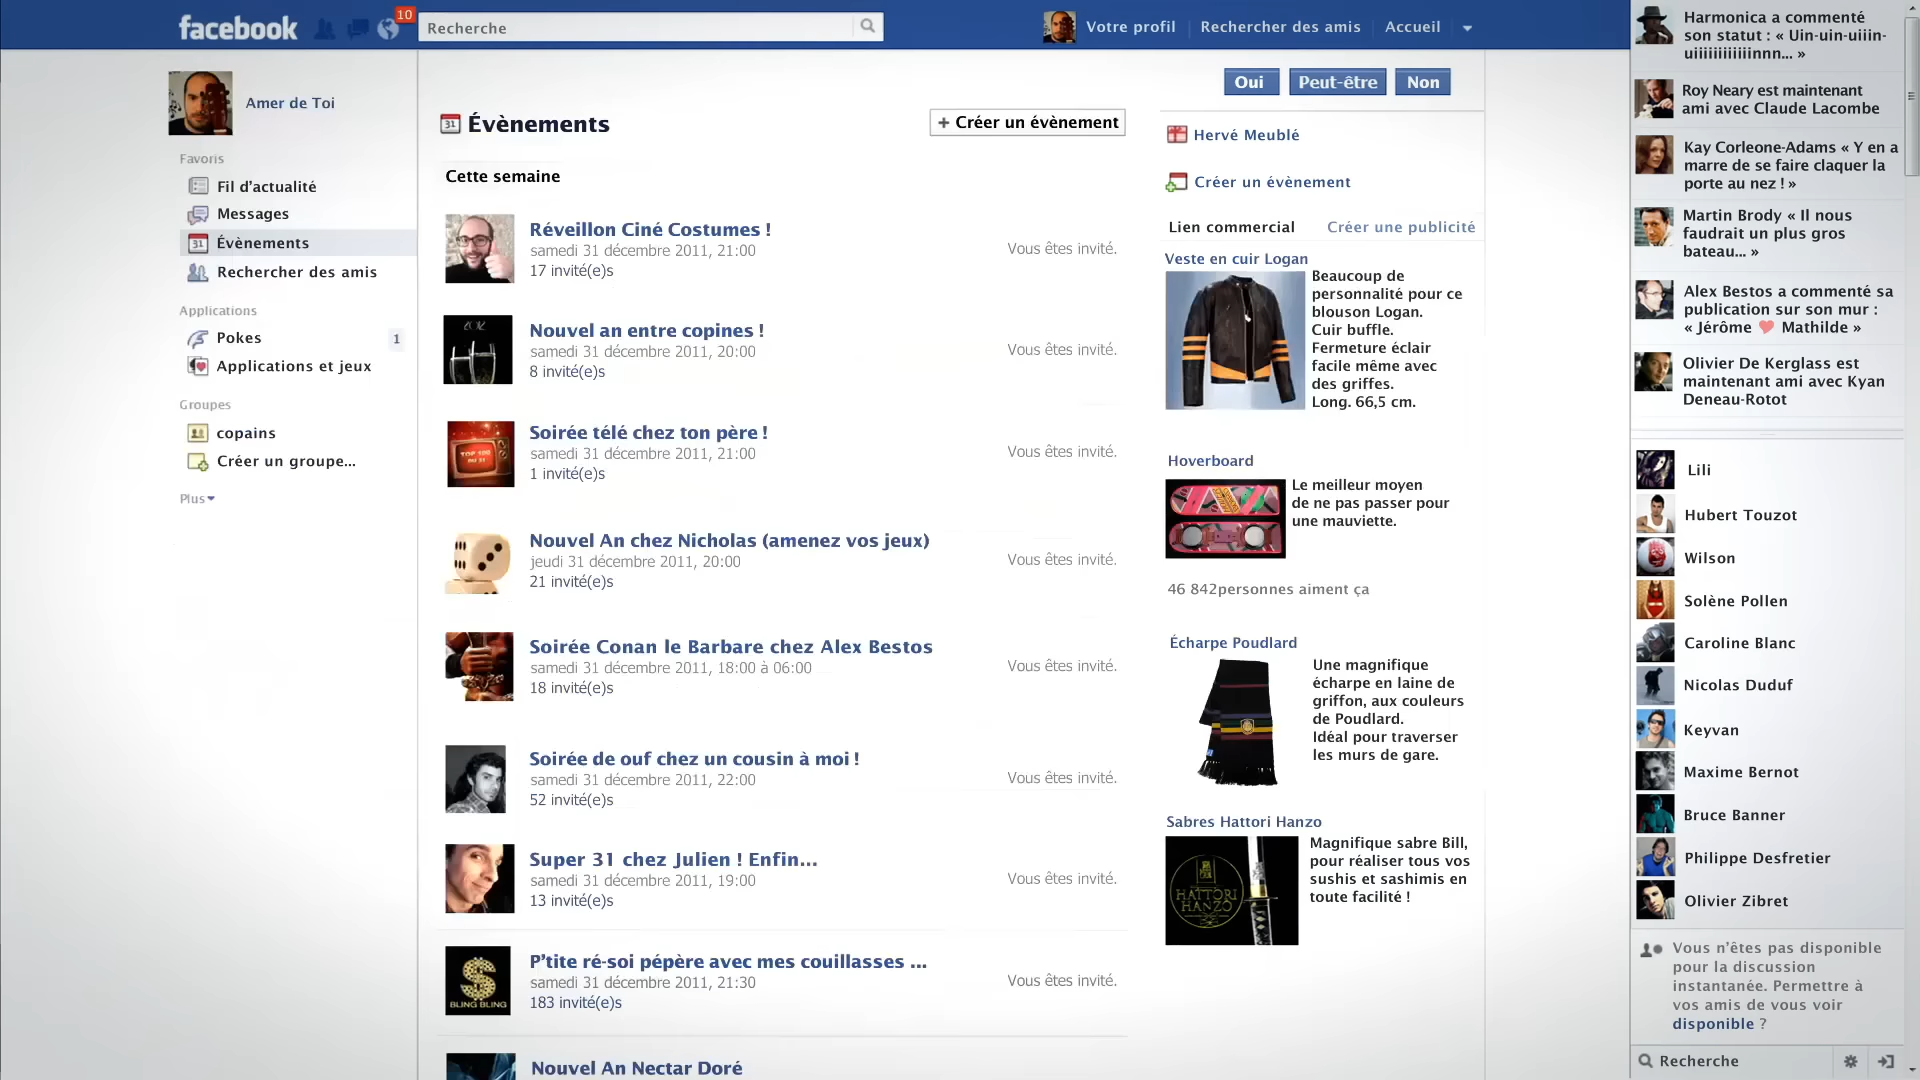 facebook
10
Recherche
Votre profil
Rechercher des amis
Accueil
Amer de Toi
Favoris
Fil d'actualité
Messages
31 Évènements
Rechercher des amis
Applications
Pokes 1
Applications et jeux
Groupes
copains
Créer un groupe...
Plus
31 Évènements
+ Créer un évènement
Cette semaine
Réveillon Ciné Costumes !
samedi 31 décembre 2011, 21:00
17 invité(e)s
Vous êtes invité.
Nouvel an entre copines !
samedi 31 décembre 2011, 20:00
8 invité(e)s
Vous êtes invité.
Soirée télé chez ton père !
samedi 31 décembre 2011, 21:00
1 invité(e)s
Vous êtes invité.
Nouvel An chez Nicholas (amenez vos jeux)
jeudi 31 décembre 2011, 20:00
21 invité(e)s
Vous êtes invité.
Soirée Conan le Barbare chez Alex Bestos
samedi 31 décembre 2011, 18:00 à 06:00
18 invité(e)s
Vous êtes invité.
Soirée de ouf chez un cousin à moi !
samedi 31 décembre 2011, 22:00
52 invité(e)s
Vous êtes invité.
Super 31 chez Julien ! Enfin...
samedi 31 décembre 2011, 19:00
13 invité(e)s
Vous êtes invité.
BLING BLING
P'tite ré-soi pépère avec mes couillasses ...
samedi 31 décembre 2011, 21:30
183 invité(e)s
Vous êtes invité.
Nouvel An Nectar Doré
Oui
Peut-être
Non
Hervé Meublé
Créer un évènement
Lien commercial
Créer une publicité
Veste en cuir Logan
Beaucoup de
personnalité pour ce
blouson Logan.
Cuir buffle.
Fermeture éclair
facile même avec
des griffes.
Long. 66,5 cm.
Hoverboard
Le meilleur moyen
de ne pas passer pour
une mauviette.
46 842personnes aiment ça
Écharpe Poudlard
Une magnifique
écharpe en laine de
griffon, aux couleurs
de Poudlard.
Idéal pour traverser
les murs de gare.
Sabres Hattori Hanzo
HATTORI
HANZO
Magnifique sabre Bill,
pour réaliser tous vos
sushis et sashimis en
toute facilité !
Harmonica a commenté
son statut : « Uin-uin-uiiin-
uiiiiiiiiiiiinnn... »
Roy Neary est maintenant
ami avec Claude Lacombe
Kay Corleone-Adams « Y en a
marre de se faire claquer la
porte au nez ! »
Martin Brody « Il nous
faudrait un plus gros
bateau... »
Alex Bestos a commenté sa
publication sur son mur :
« Jérôme ❤ Mathilde »
Olivier De Kerglass est
maintenant ami avec Kyan
Deneau-Rotot
Lili
Hubert Touzot
Wilson
Solène Pollen
Caroline Blanc
Nicolas Duduf
Keyvan
Maxime Bernot
Bruce Banner
Philippe Desfretier
Olivier Zibret
Vous n'êtes pas disponible
pour la discussion
instantanée. Permettre à
vos amis de vous voir
disponible ?
Recherche